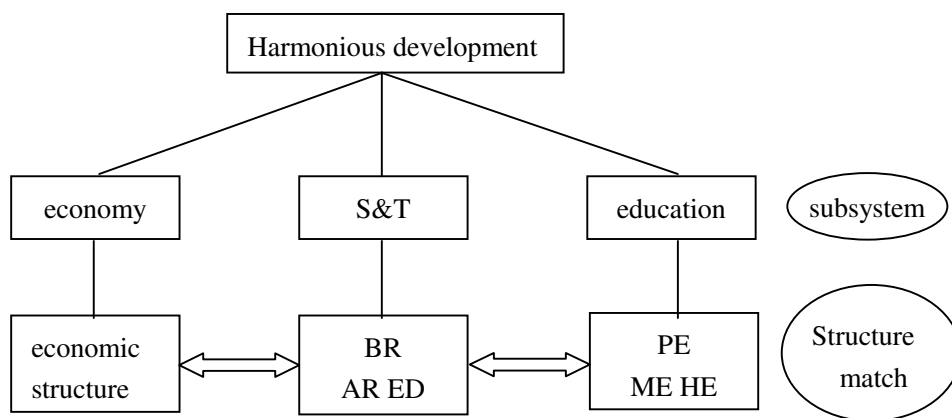 Harmonious development
economy
S&T
education
subsystem
economic
structure
BR
AR ED
PE
ME HE
Structure
match